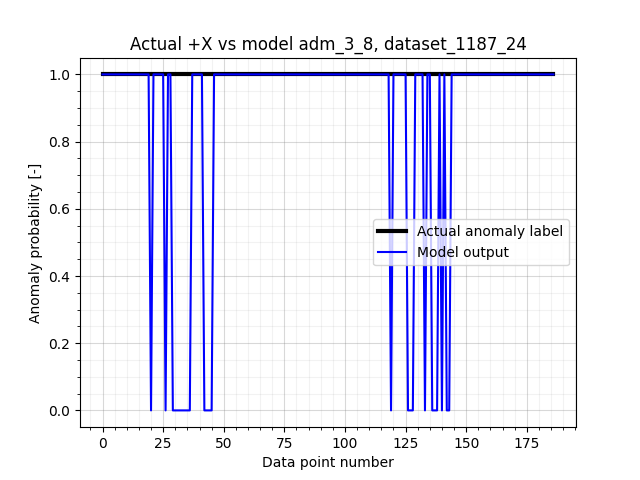 Actual +X vs model adm_3_8, dataset_1187_24
Anomaly probability [-]
1.0
0.8
0.6
0.4
0.2
0.0
Actual anomaly label
Model output
0 25 50 75 100 125 150 175
Data point number